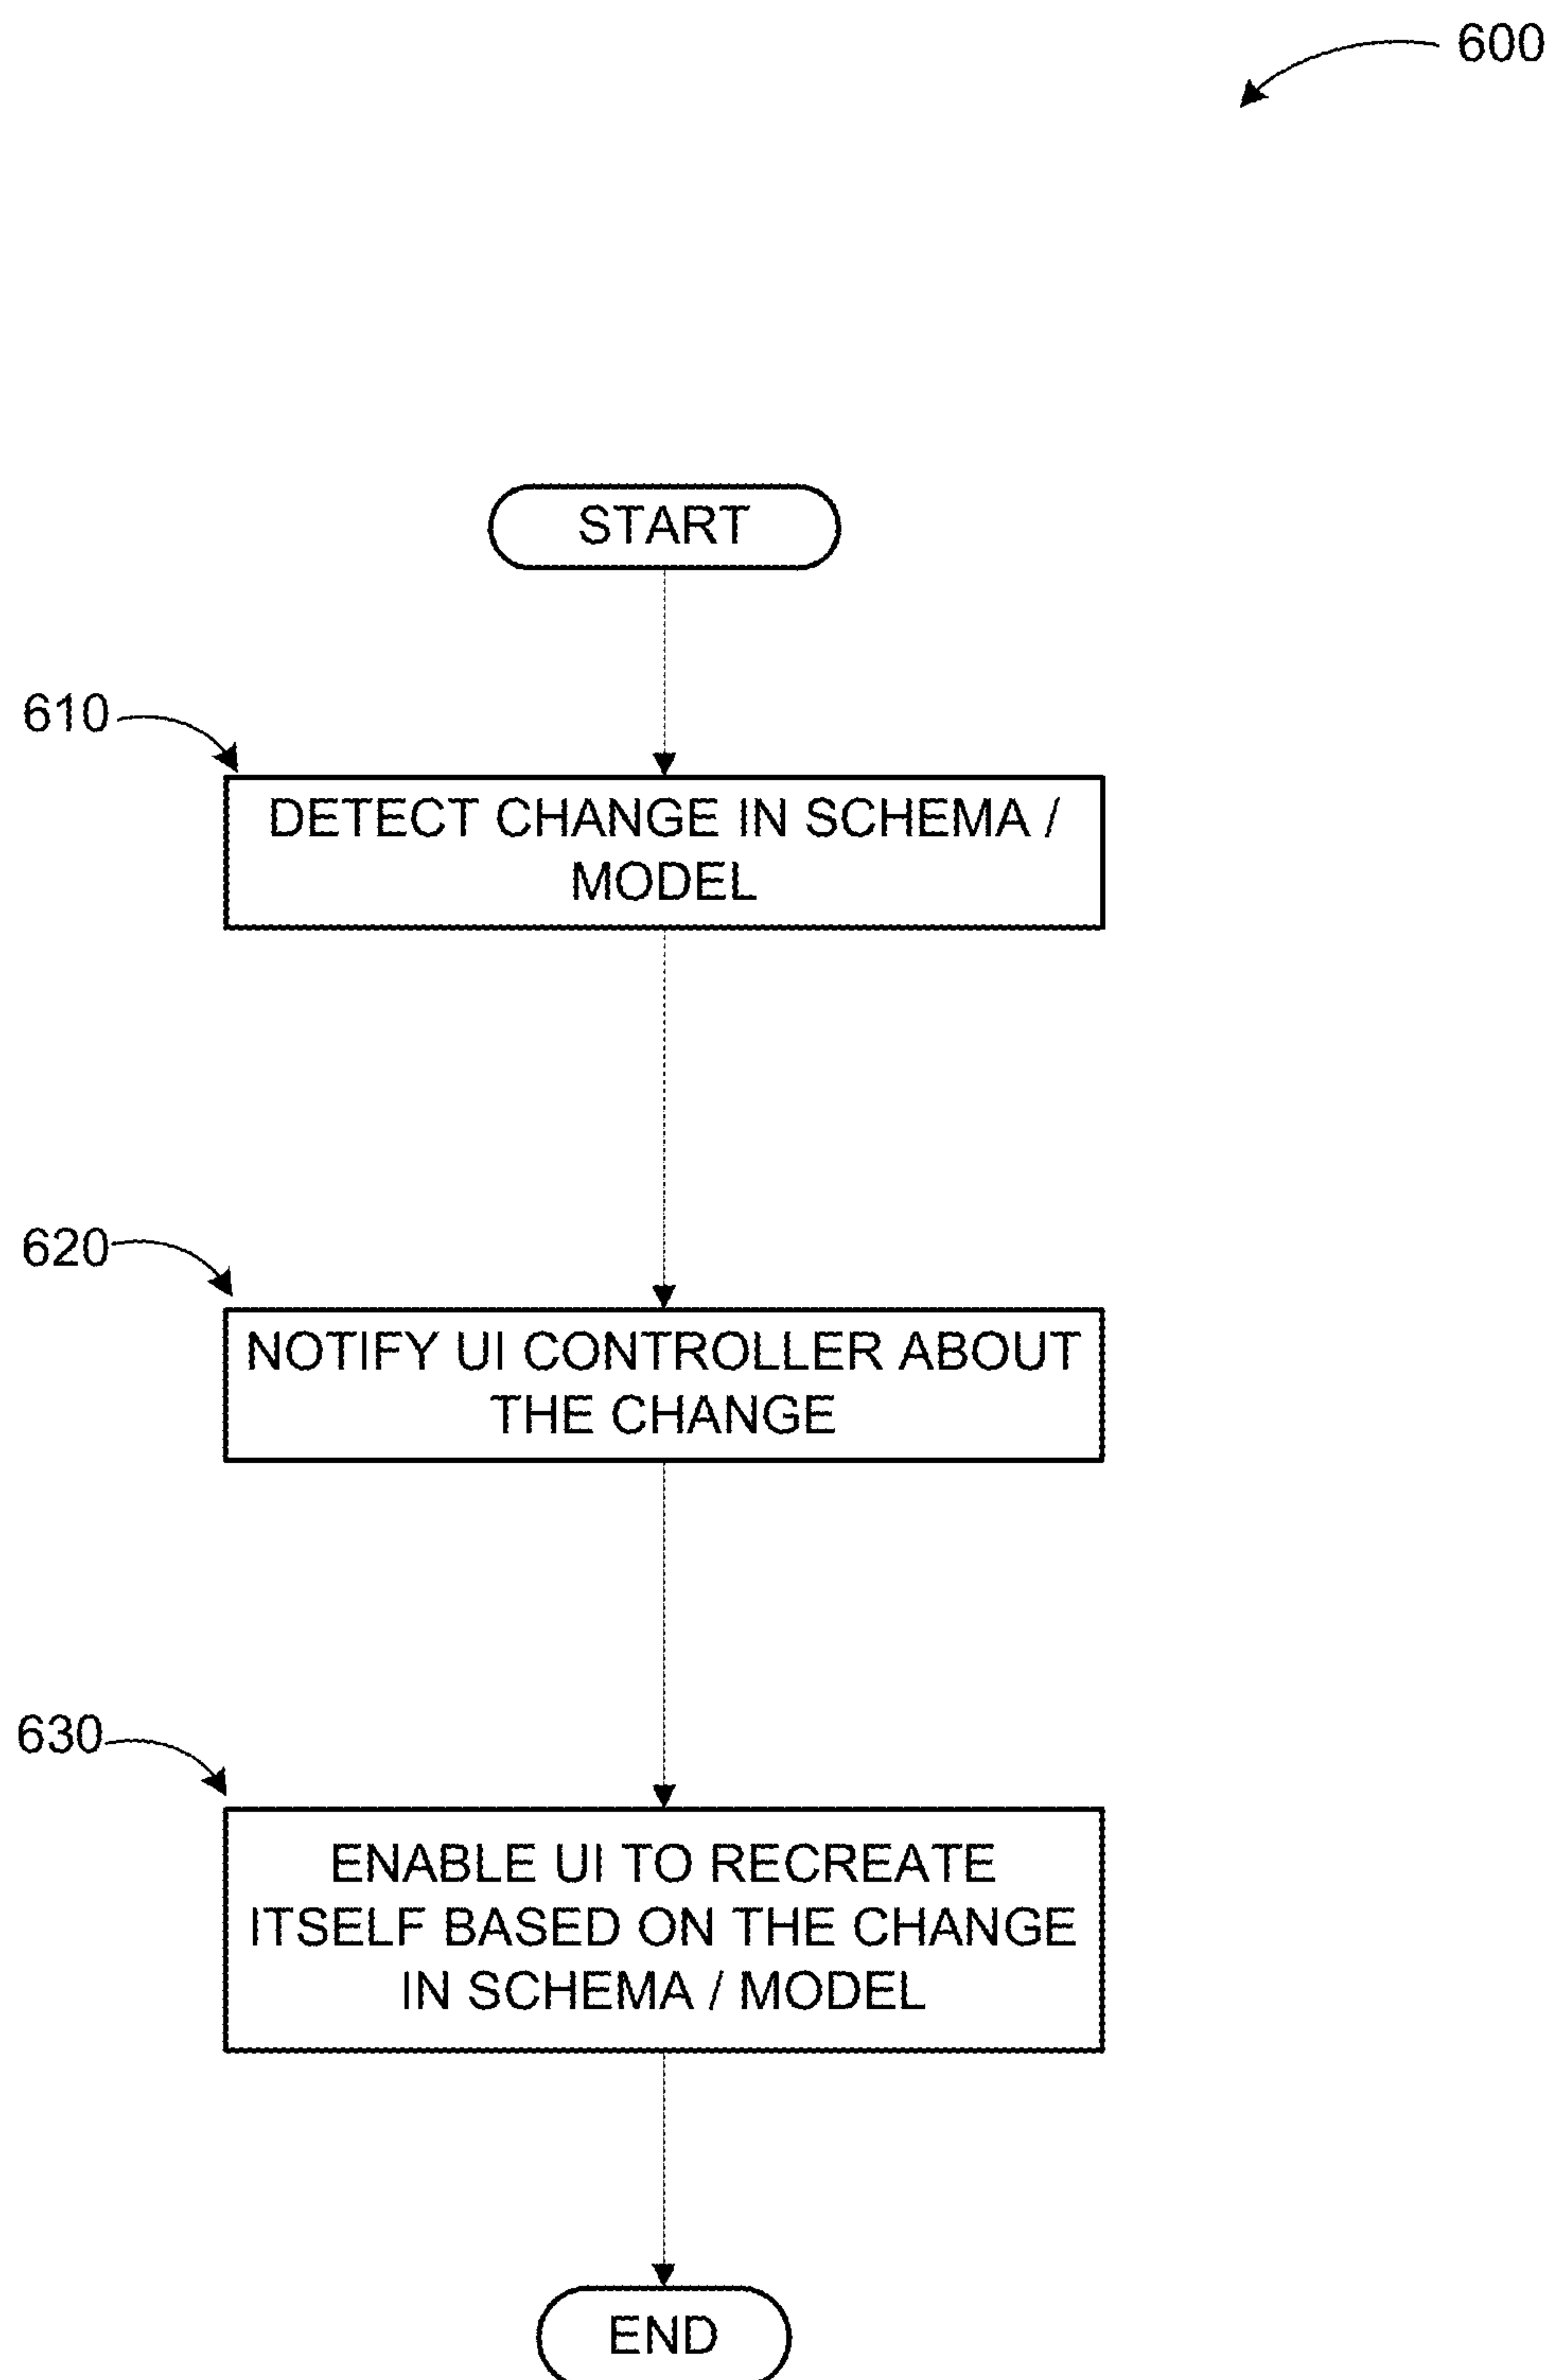 600
START
610
DETECT CHANGE IN SCHEMA /
MODEL
620
NOTIFY UI CONTROLLER ABOUT
THE CHANGE
630
ENABLE UI TO RECREATE
ITSELF BASED ON THE CHANGE
IN SCHEMA / MODEL
END